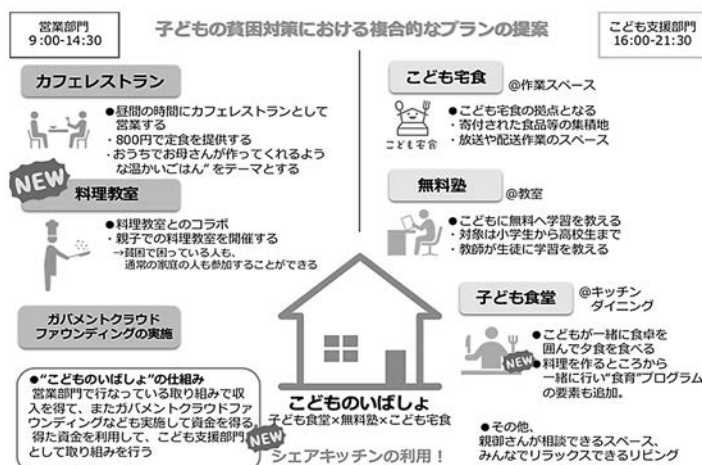 営業部門
9:00-14:30
子どもの貧困対策における複合的なプランの提案
こども支援部門
16:00-21:30
カフェレストラン
●昼間の時間にカフェレストランとして
営業する
・800円で定食を提供する
・おうちでお母さんが作ってくれるよう
な温かいごはん"をテーマとする
NEW
料理教室
●料理教室とのコラボ
・親子での料理教室を開催する
→貧困で困っている人も、
通常の家庭の人も参加することができる
ガバメントクラウド
ファウンディングの実施
●"こどものいばしょ"の仕組み
営業部門で行なっている取り組みで収
入を得て、またガバメントクラウドファ
ウンディングなども実施して資金を得る
得た資金を利用して、こども支援部門
として取り組みを行う
こども宅食
@作業スペース
●こども宅食の拠点となる
・寄付された食品等の集積地
・放送や配送作業のスペース
こども宅食
無料塾
@教室
●こどもに無料へ学習を教える
・対象は小学生から高校生まで
・教師が生徒に学習を教える
子ども食堂
@キッチン
ダイニング
●こどもが一緒に食卓を
囲んで夕食を食べる
NEW
●料理を作るところから
一緒に行い"食育"プログラム
の要素も追加。
こどものいばしょ
子ども食堂×無料塾×こども宅食
NEW
シェアキッチンの利用！
●その他、
親御さんが相談できるスペース、
みんなでリラックスできるリビング